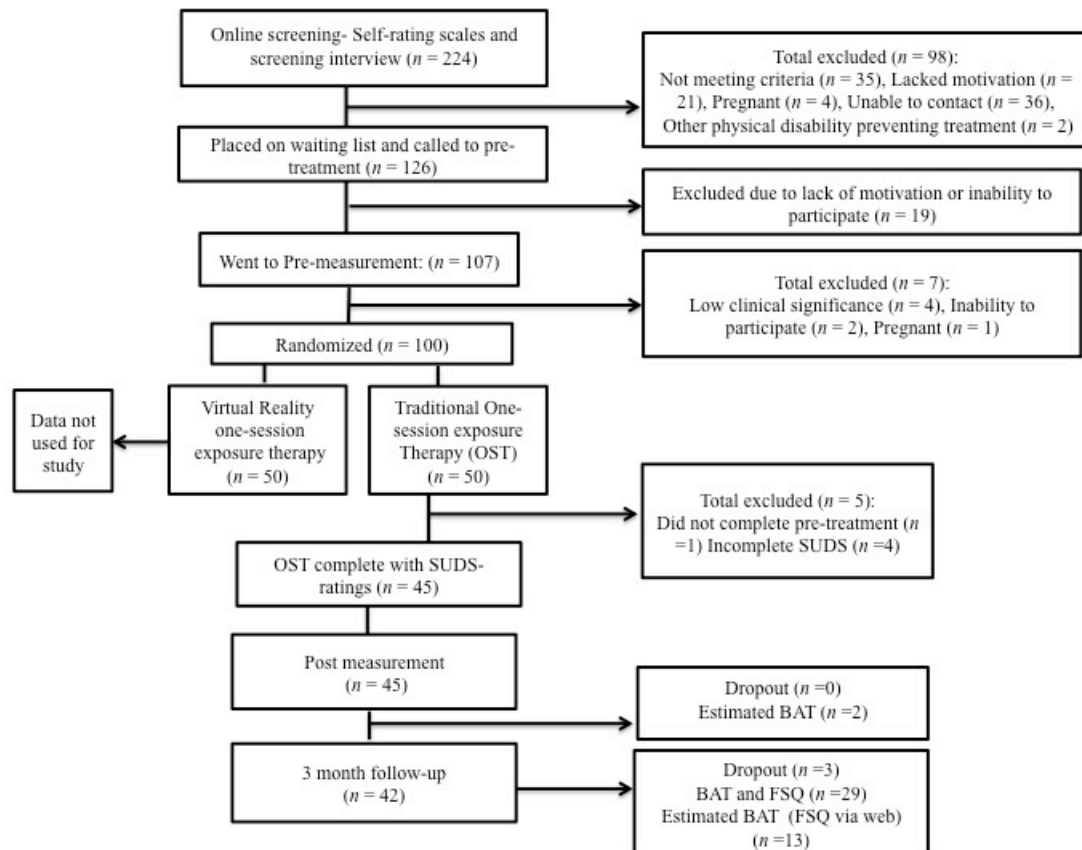 Online screening- Self-rating scales and
screening interview (n = 224)
Total excluded (n = 98):
Not meeting criteria (n = 35), Lacked motivation (n =
21), Pregnant (n = 4), Unable to contact (n = 36),
Other physical disability preventing treatment (n = 2)
Placed on waiting list and called to pre-
treatment (n = 126)
Excluded due to lack of motivation or inability to
participate (n = 19)
Went to Pre-measurement: (n = 107)
Total excluded (n = 7):
Low clinical significance (n = 4), Inability to
participate (n = 2), Pregnant (n = 1)
Randomized (n = 100)
Data not
used for
study
Virtual Reality
one-session
exposure therapy
(n = 50)
Traditional One-
session exposure
Therapy (OST)
(n = 50)
Total excluded (n = 5):
Did not complete pre-treatment (n
=1) Incomplete SUDS (n =4)
OST complete with SUDS-
ratings (n = 45)
Post measurement
(n = 45)
Dropout (n =0)
Estimated BAT (n =2)
3 month follow-up
(n = 42)
Dropout (n =3)
BAT and FSQ (n =29)
Estimated BAT (FSQ via web)
(n =13)